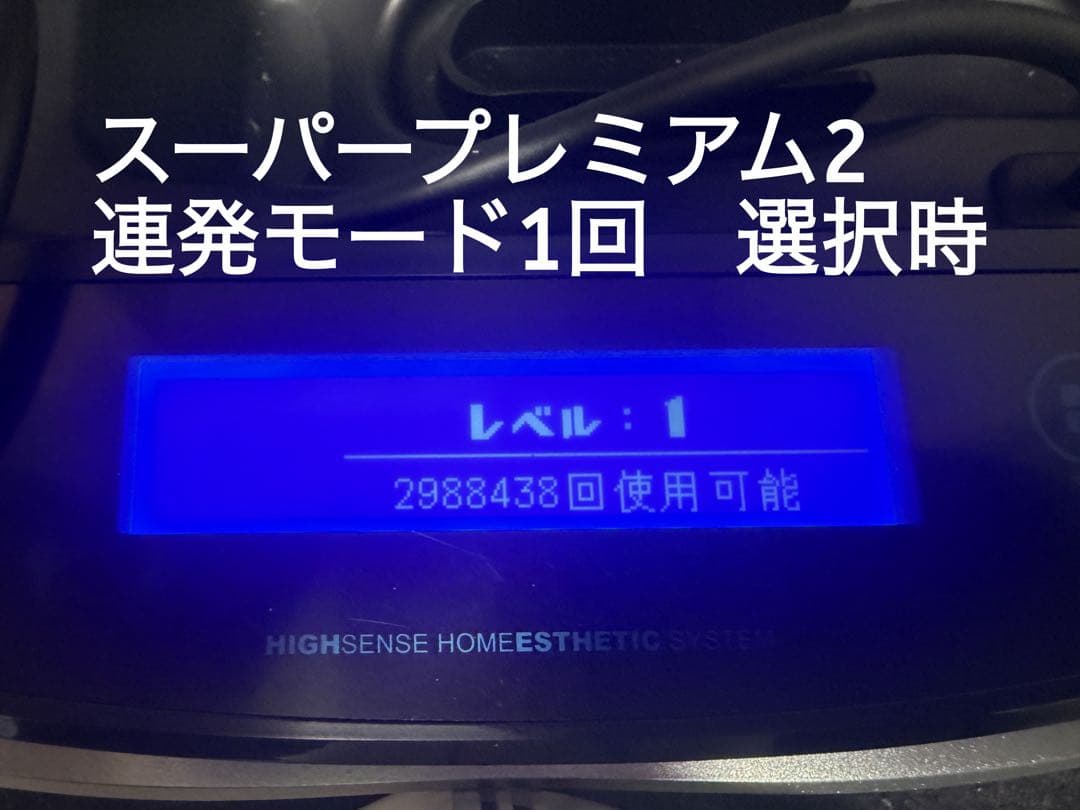 スーパープレミアム2
連発モード1回　選択時
レベル：1
2988438回使用可能
HIGHSENSE HOMEESTHETIC SYSTEM